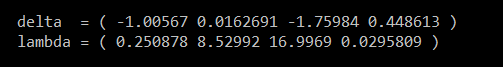 delta  = ( -1.00567 0.0162691 -1.75984 0.448613 )
lambda = ( 0.250878 8.52992 16.9969 0.0295809 )